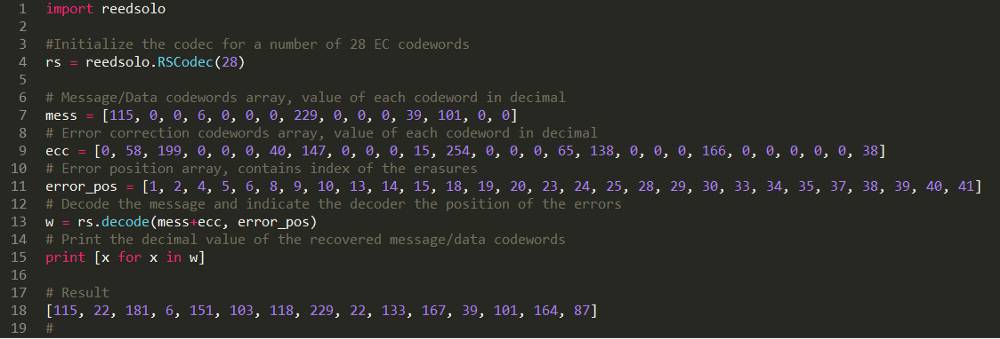 1 import reedsolo
2
3 #Initialize the codec for a number of 28 EC codewords
4 rs = reedsolo.RSCodec(28)
5
6 # Message/Data codewords array, value of each codeword in decimal
7 mess = [115, 0, 0, 6, 0, 0, 0, 229, 0, 0, 0, 39, 101, 0, 0]
8 # Error correction codewords array, value of each codeword in decimal
9 ecc = [0, 58, 199, 0, 0, 0, 40, 147, 0, 0, 0, 15, 254, 0, 0, 0, 65, 138, 0, 0, 0, 166, 0, 0, 0, 0, 0, 38]
10 # Error position array, contains index of the erasures
11 error_pos = [1, 2, 4, 5, 6, 8, 9, 10, 13, 14, 15, 18, 19, 20, 23, 24, 25, 28, 29, 30, 33, 34, 35, 37, 38, 39, 40, 41]
12 # Decode the message and indicate the decoder the position of the errors
13 w = rs.decode(mess+ecc, error_pos)
14 # Print the decimal value of the recovered message/data codewords
15 print [x for x in w]
16
17 # Result
18 [115, 22, 181, 6, 151, 103, 118, 229, 22, 133, 167, 39, 101, 164, 87]
19 #